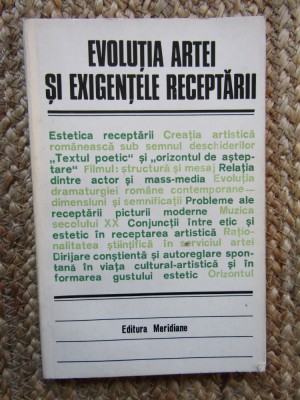 EVOLUȚIA ARTEI
ȘI EXIGENȚELE RECEPTĂRII
Estetica receptării Creația artistică
românească sub semnul deschiderilor
„Textul poetic" și „orizontul de aștep-
tare" Filmul: structură și mesaj Relația
dintre actor și mass-media Evoluția
dramaturgiei române contemporane—
dimensiuni și semnificații Probleme ale
receptării picturii moderne Muzica
secolului XX Conjuncții între etic și
estetic în receptarea artistică Rațio-
nalitatea științifică în serviciul artei
Dirijare conștientă și autoreglare spon-
tană în viața cultural-artistică și în
formarea gustului estetic Orizontul
Editura Meridiane